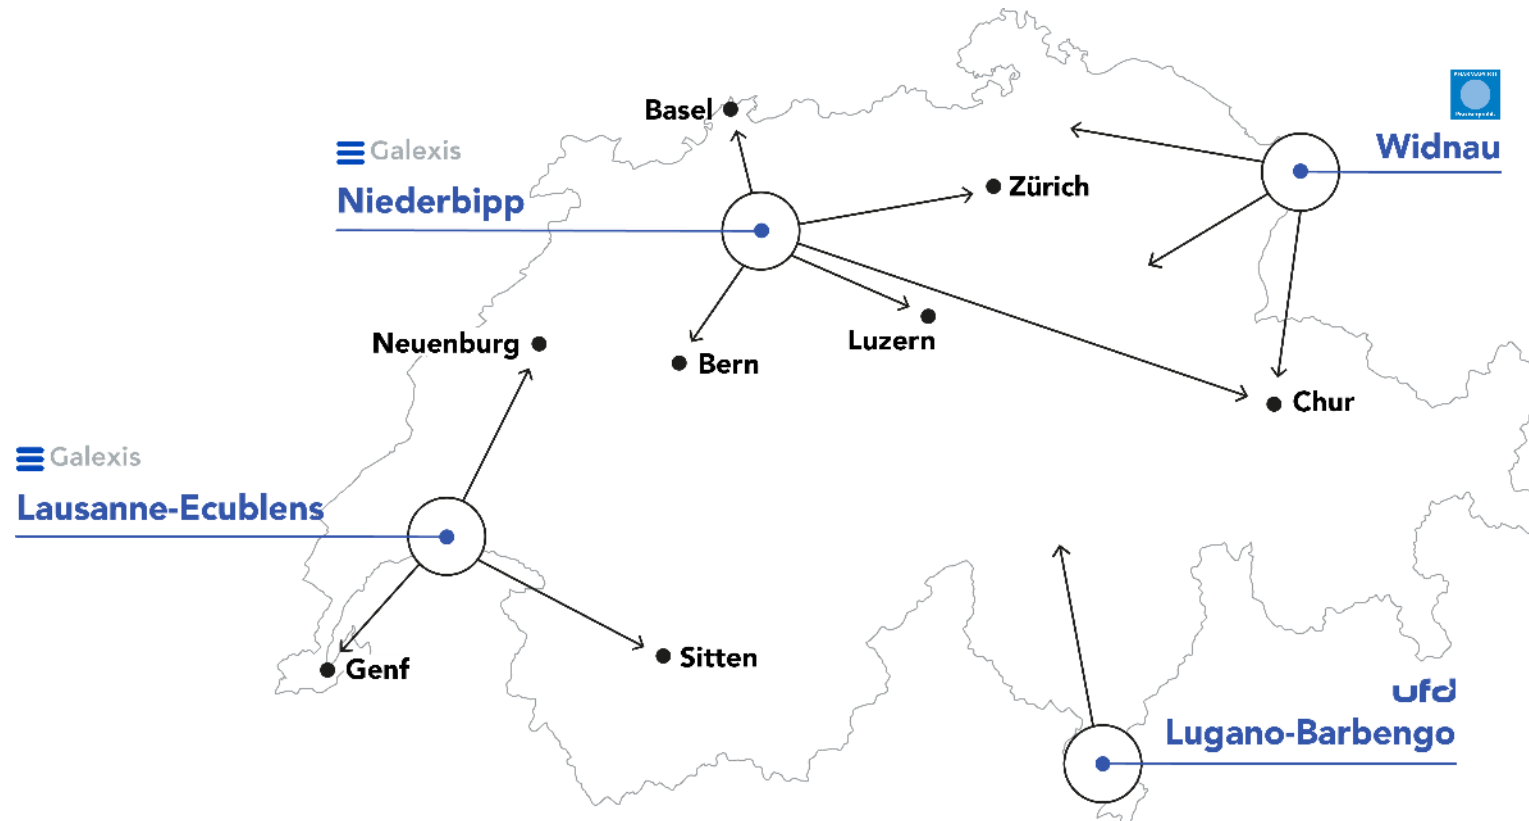 Basel
Galexis
Niederbipp
Widnau
Zürich
Neuenburg
Bern
Luzern
Chur
Galexis
Lausanne-Ecublens
Genf
Sitten
ufd
Lugano-Barbengo